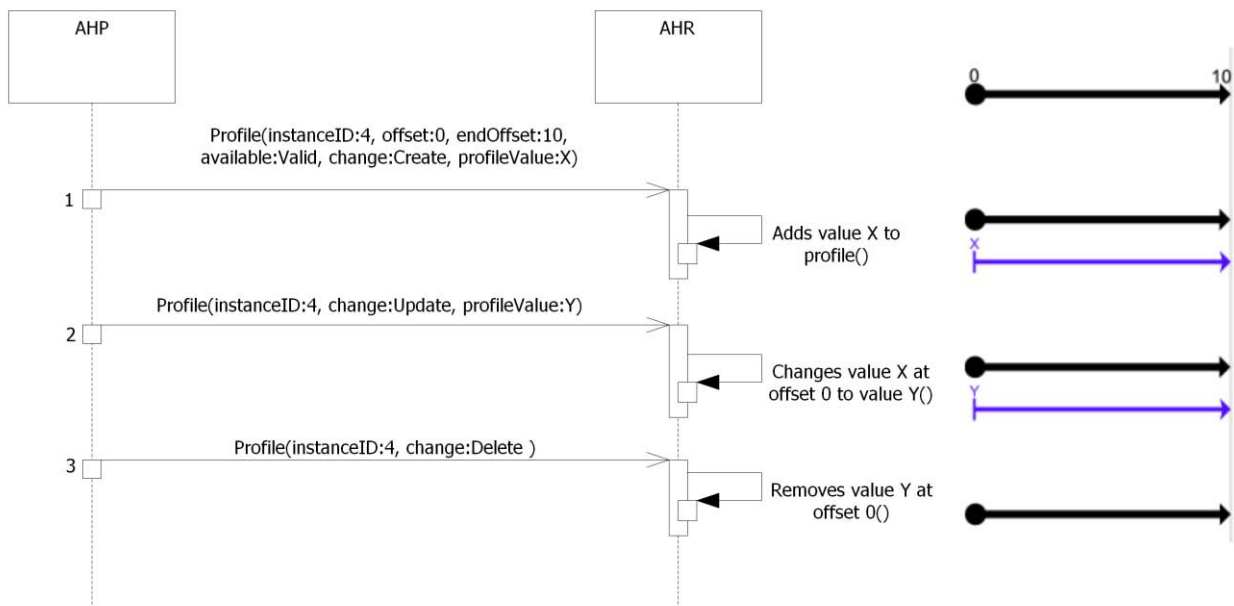 AHP
AHR
0
10
Profile(instanceID:4, offset:0, endOffset:10,
available:Valid, change:Create, profileValue:X)
1
Adds value X to
profile()
X
Profile(instanceID:4, change:Update, profileValue:Y)
2
Changes value X at
offset 0 to value Y()
Y
Profile(instanceID:4, change:Delete )
3
Removes value Y at
offset 0()